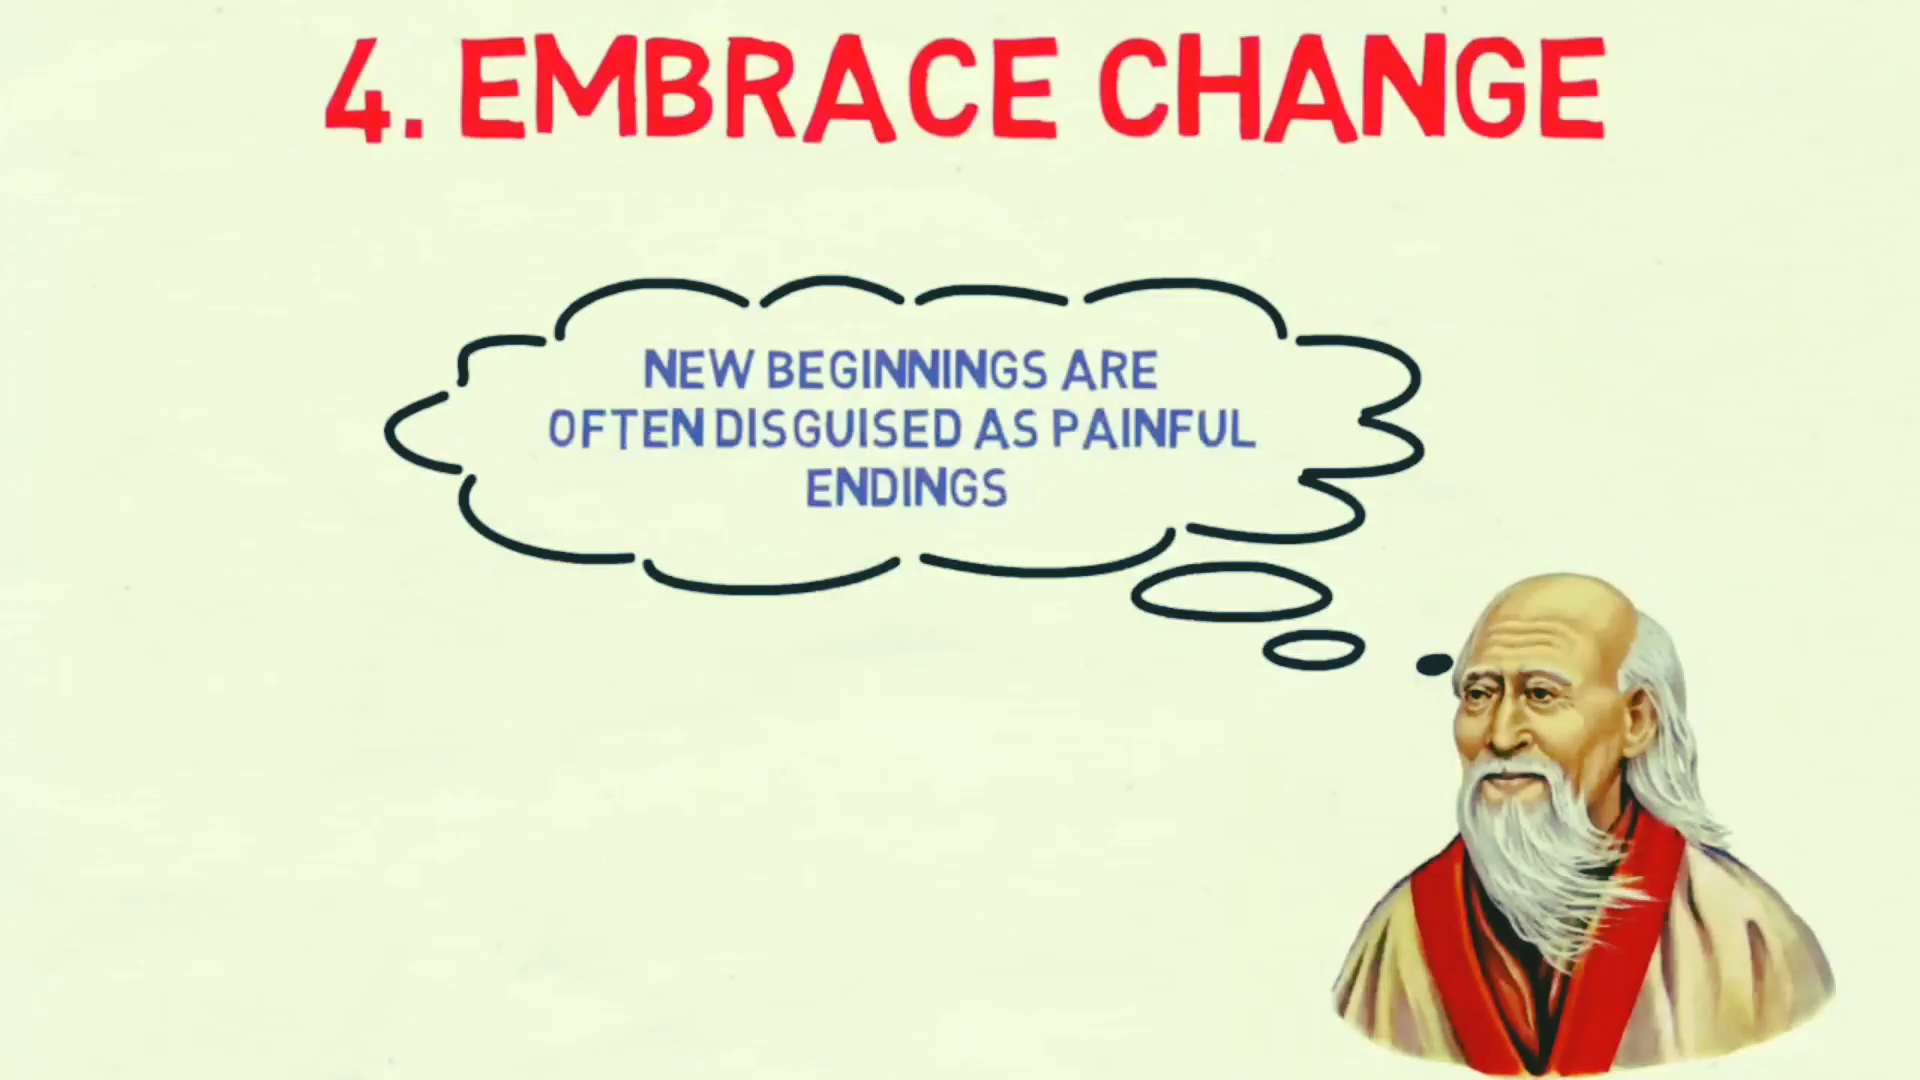 4. EMBRACE CHANGE
NEW BEGINNINGS ARE
OFTEN DISGUISED AS PAINFUL
ENDINGS